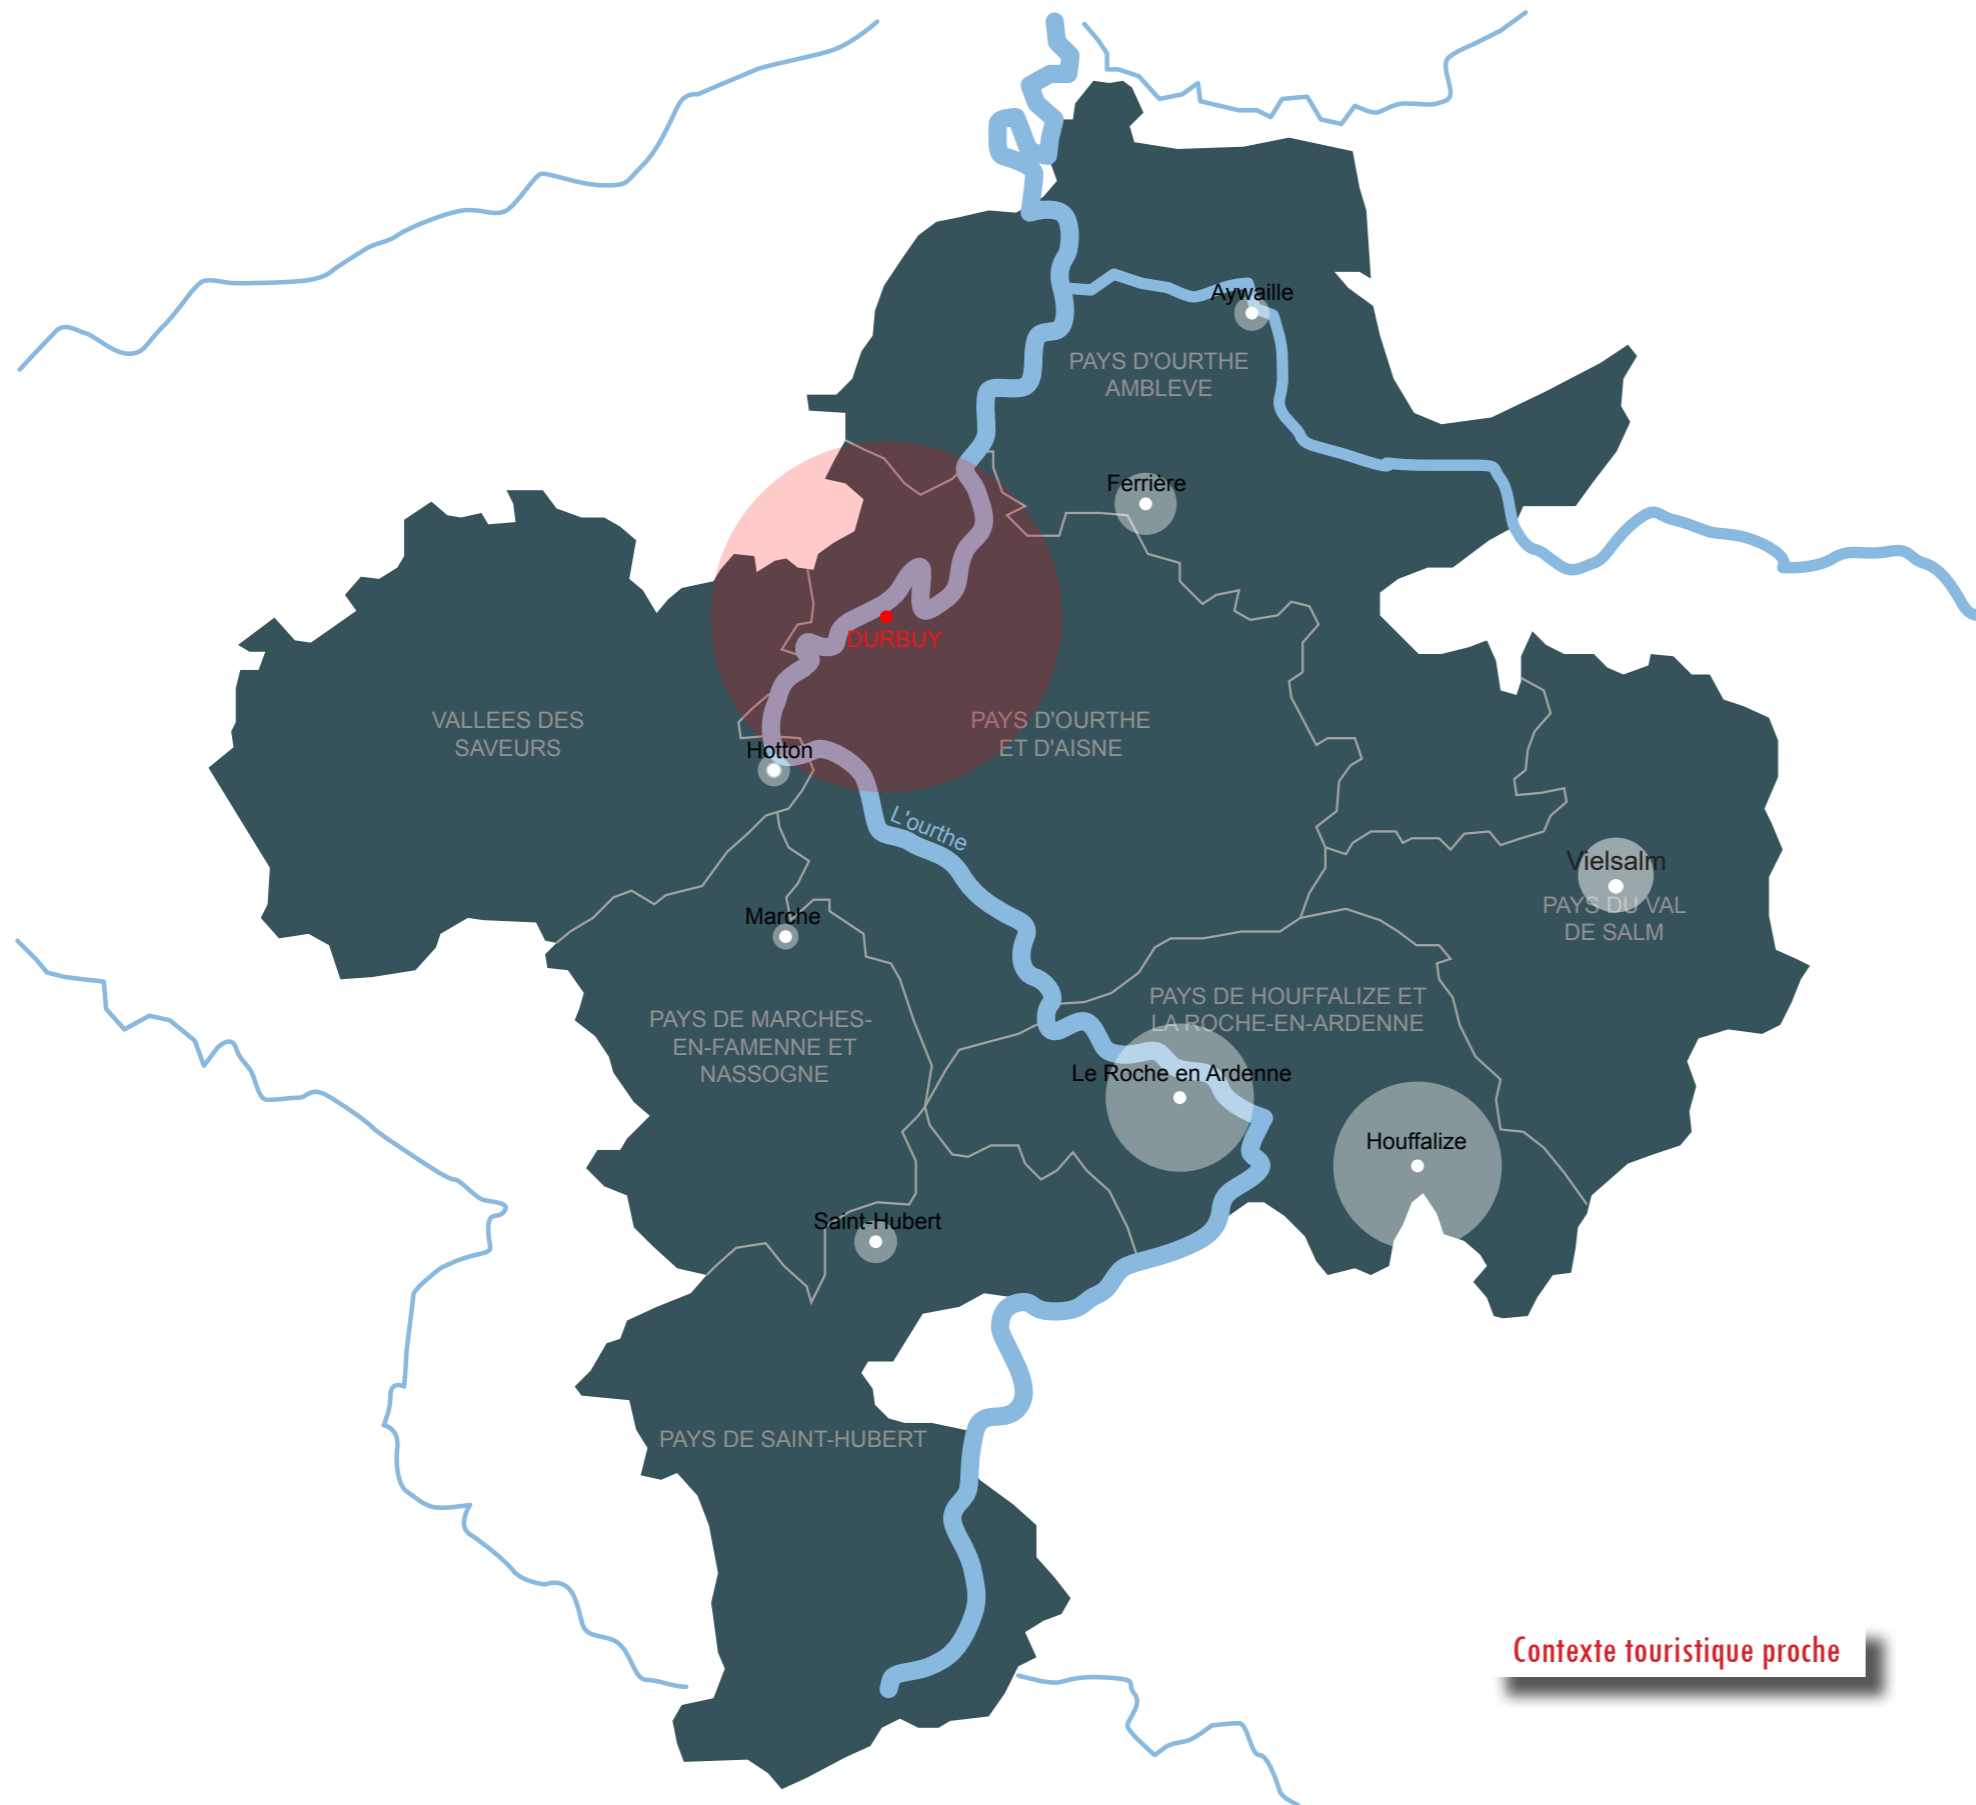 Aywaille
PAYS D'OURTHE
AMBLEVE
Ferrière
DURBUY
VALLEES DES
SAVEURS
PAYS D'OURTHE
ET D'AISNE
Hotton
L'ourthe
Vielsalm
PAYS DU VAL
DE SALM
Marche
PAYS DE HOUFFALIZE ET
LA ROCHE-EN-ARDENNE
PAYS DE MARCHES-
EN-FAMENNE ET
NASSOGNE
Le Roche en Ardenne
Houffalize
Saint-Hubert
PAYS DE SAINT-HUBERT
Contexte touristique proche